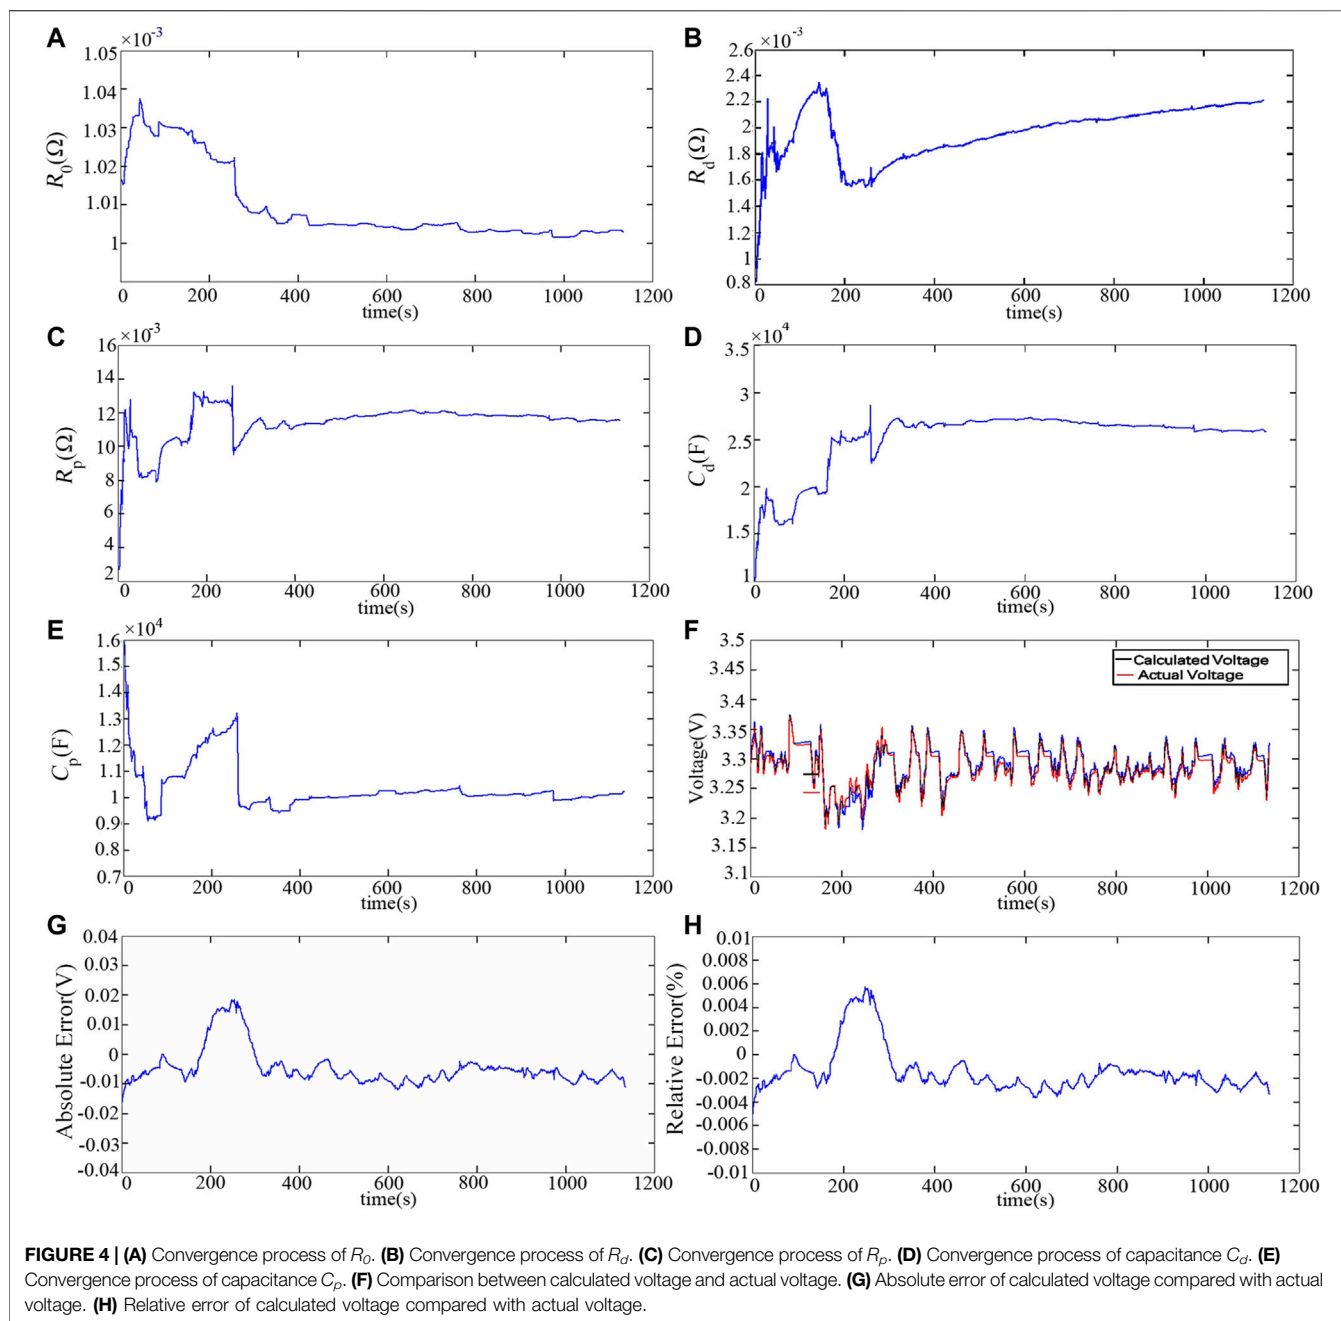 A
×10-3
1.05
1.04
1.03
1.02
1.01
1
R0(Ω)
0 200 400 600 800 1000 1200
time(s)
B
×10-3
2.6
2.4
2.2
2
1.8
1.6
1.4
1.2
1
0.8
Rd(Ω)
0 200 400 600 800 1000 1200
time(s)
C
×10-3
16
14
12
10
8
6
4
2
Rp(Ω)
0 200 400 600 800 1000 1200
time(s)
D
×104
3.5
3
2.5
2
1.5
1
Cd(F)
0 200 400 600 800 1000 1200
time(s)
E
×104
1.6
1.5
1.4
1.3
1.2
1.1
1
0.9
0.8
0.7
Cp(F)
0 200 400 600 800 1000 1200
time(s)
F
3.5
3.45
3.4
3.35
3.3
3.25
3.2
3.15
3.1
Voltage(V)
Calculated Voltage
Actual Voltage
0 200 400 600 800 1000 1200
time(s)
G
0.04
0.03
0.02
0.01
0
-0.01
-0.02
-0.03
-0.04
Absolute Error(V)
0 200 400 600 800 1000 1200
time(s)
H
0.01
0.008
0.006
0.004
0.002
0
-0.002
-0.004
-0.006
-0.008
-0.01
Relative Error(%)
0 200 400 600 800 1000 1200
time(s)
FIGURE 4 | (A) Convergence process of R0. (B) Convergence process of Rd. (C) Convergence process of Rp. (D) Convergence process of capacitance Cd. (E)
Convergence process of capacitance Cp. (F) Comparison between calculated voltage and actual voltage. (G) Absolute error of calculated voltage compared with actual
voltage. (H) Relative error of calculated voltage compared with actual voltage.